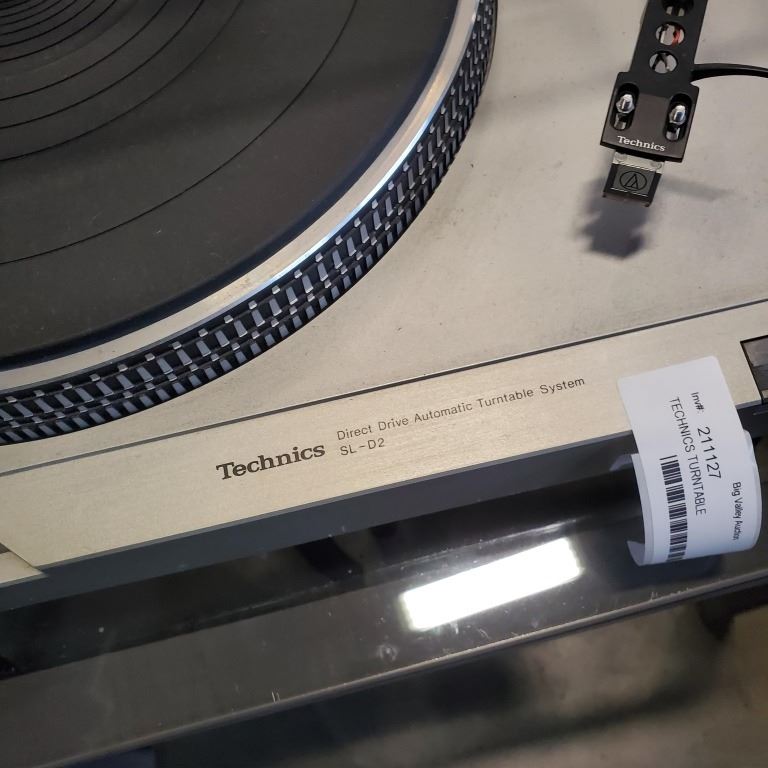 Technics
Technics
Direct Drive Automatic Turntable System
SL-D2
Inv#: 211127
TECHNICS TURNTABLE
Big Valley Auction